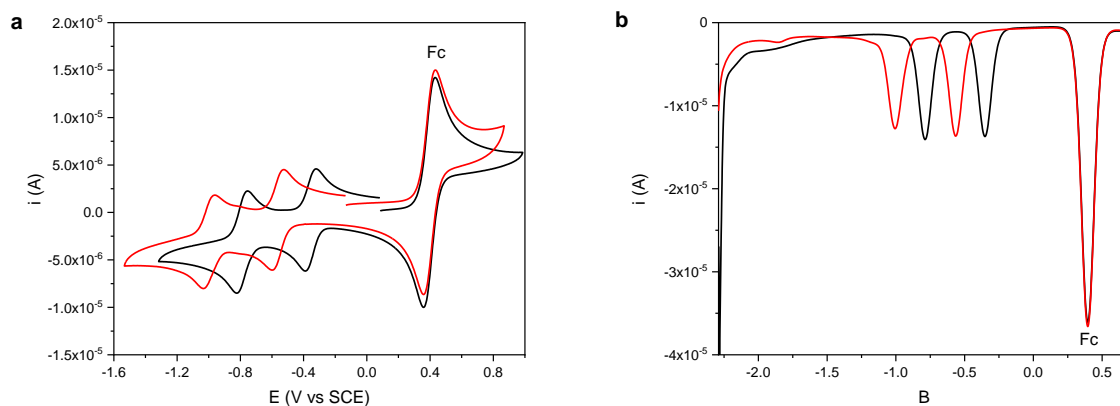 a
b
2.0x10⁻⁵
1.5x10⁻⁵
1.0x10⁻⁵
5.0x10⁻⁶
0.0
-5.0x10⁻⁶
-1.0x10⁻⁵
-1.5x10⁻⁵
i (A)
Fc
-1.6 -1.2 -0.8 -0.4 0.0 0.4 0.8
E (V vs SCE)
0
-1x10⁻⁵
-2x10⁻⁵
-3x10⁻⁵
-4x10⁻⁵
i (A)
Fc
-2.0 -1.5 -1.0 -0.5 0.0 0.5
B